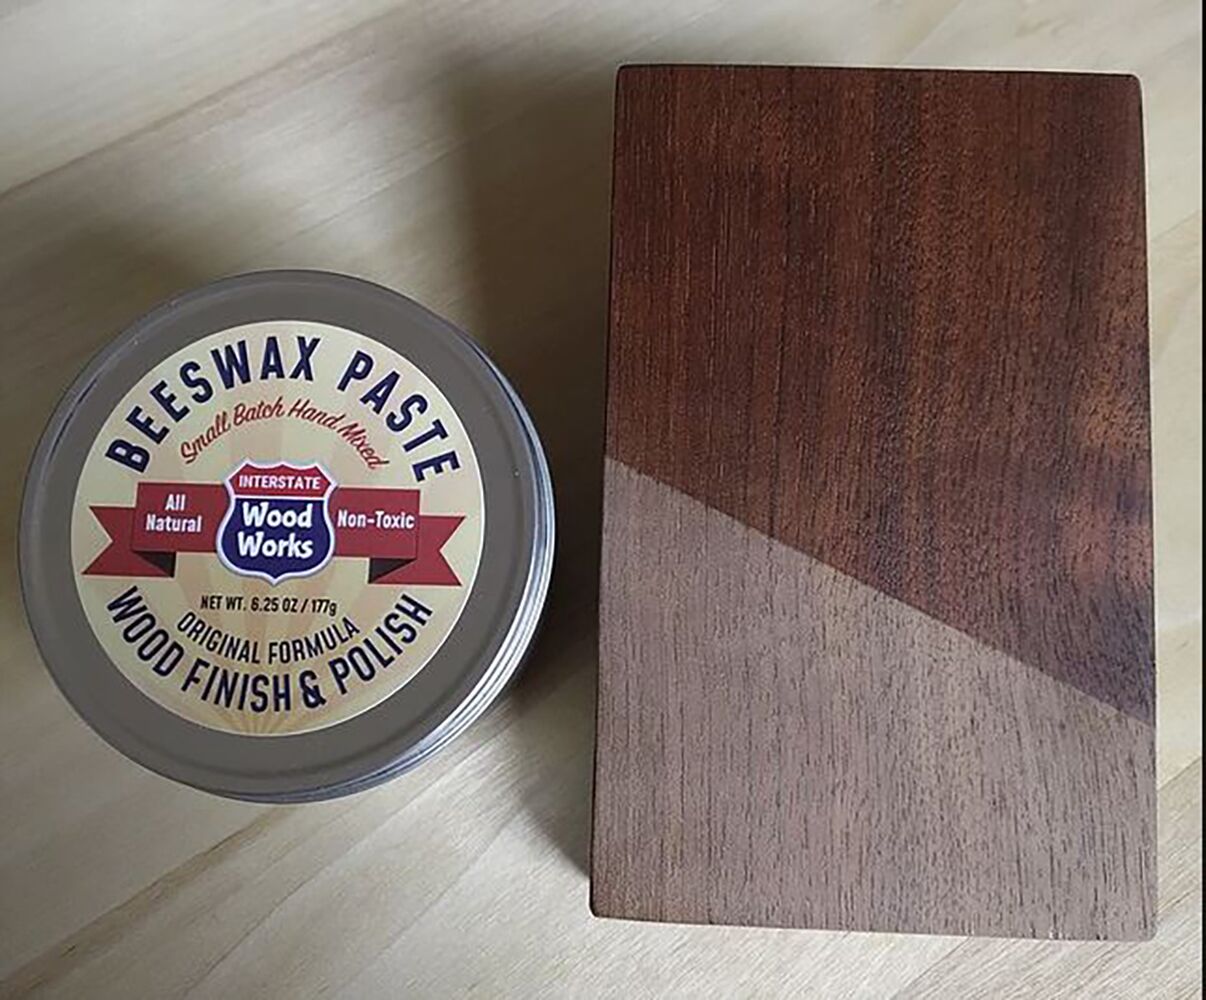 BEESWAX PASTE
Small Batch Hand Mixed
INTERSTATE
All Natural
Wood Works
Non-Toxic
NET WT. 6.25 OZ / 177g
ORIGINAL FORMULA
WOOD FINISH & POLISH